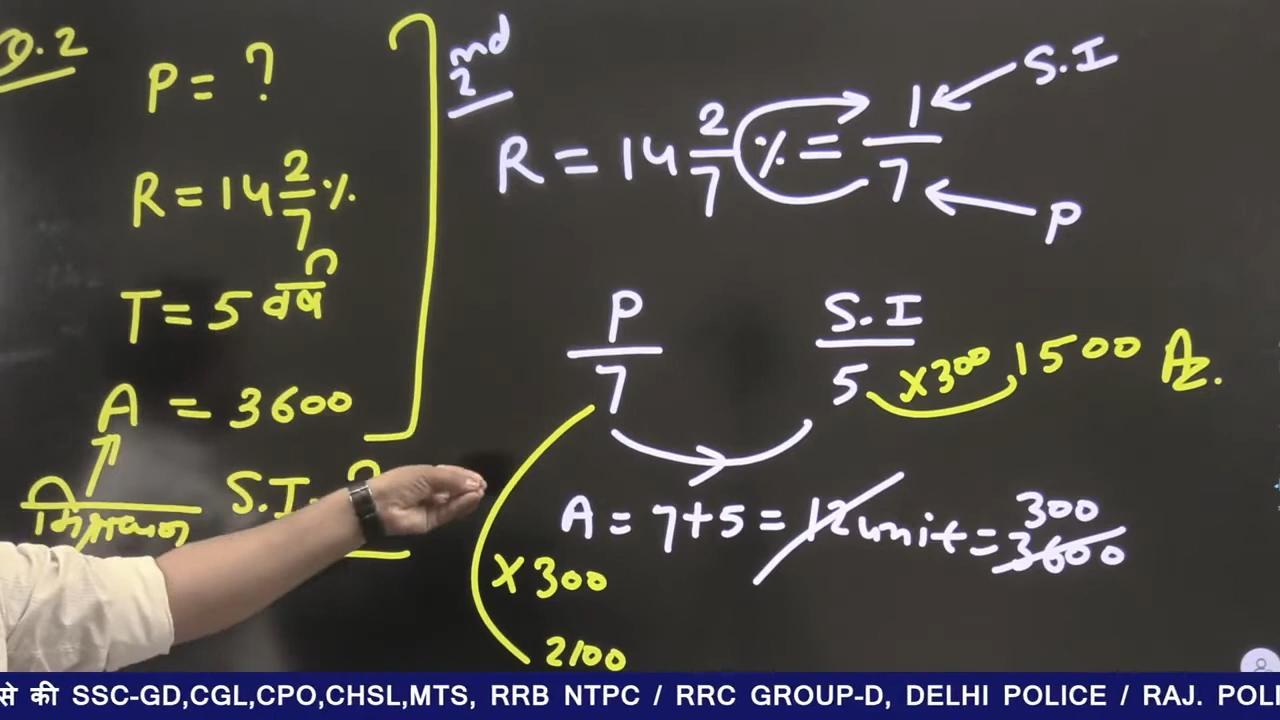 Q.2
P = ?
R = 14 2/7 %
T = 5 वर्ष
A = 3600
मिश्रधन
S.I. = ?
2nd
R = 14 2/7 % = 1/7
S.I
P
P
7
S.I
5 ×300 1500 Az.
A = 7+5 = 12 unit = 3600
300
×300
2100
से की SSC-GD,CGL,CPO,CHSL,MTS, RRB NTPC / RRC GROUP-D, DELHI POLICE / RAJ. POLI